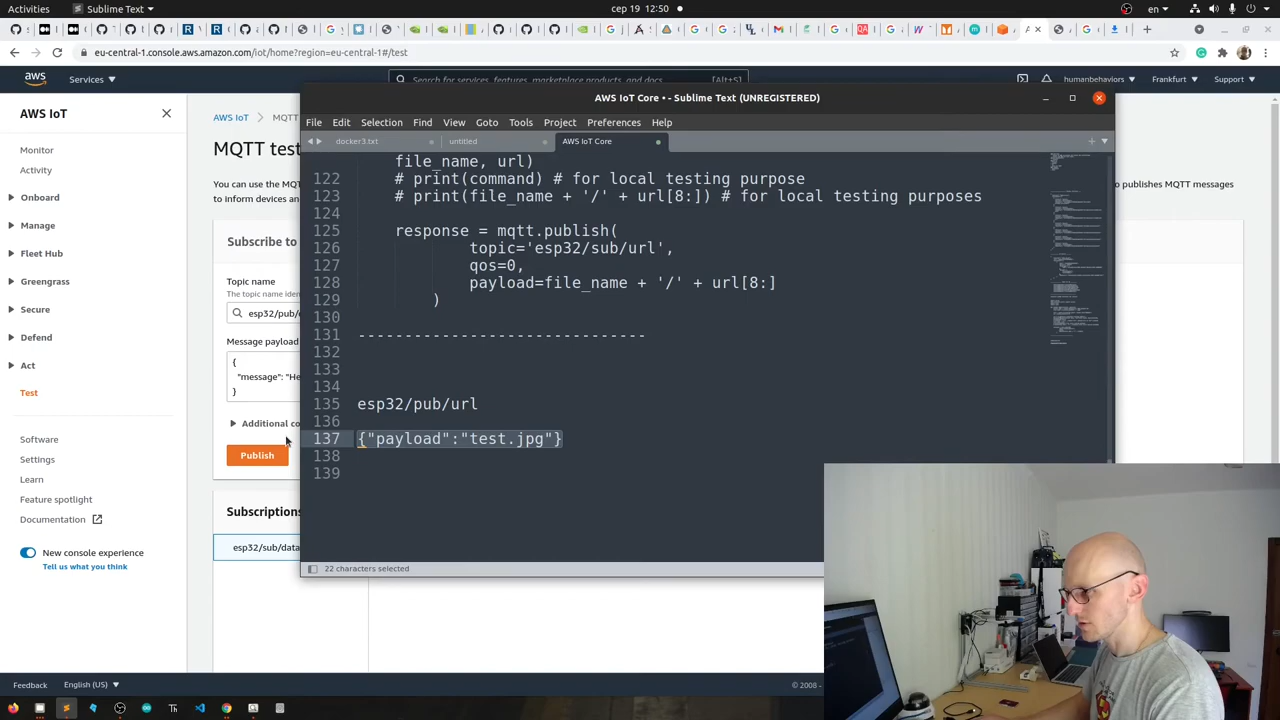 Activities
Sublime Text
сер 19 12:50
en
eu-central-1.console.aws.amazon.com/iot/home?region=eu-central-1#/test
aws
Services
Search for services, features, marketplace products, and docs
[Alt+S]
humanbehaviors
Frankfurt
Support
AWS IoT
Monitor
Activity
Onboard
Manage
Fleet Hub
Greengrass
Secure
Defend
Act
Test
Software
Settings
Learn
Feature spotlight
Documentation
New console experience
Tell us what you think
AWS IoT
MQTT
MQTT test
You can use the MQ
to inform devices an
o publishes MQTT messages
Subscribe to
Topic name
The topic name iden
esp32/pub/
Message payload
{
"message": "He
}
Additional co
Publish
Subscriptions
esp32/sub/data
AWS IoT Core • - Sublime Text (UNREGISTERED)
File Edit Selection Find View Goto Tools Project Preferences Help
docker3.txt
untitled
AWS IoT Core
file_name, url)
122 # print(command) # for local testing purpose
123 # print(file_name + '/' + url[8:]) # for local testing purposes
124
125 response = mqtt.publish(
126 topic='esp32/sub/url',
127 qos=0,
128 payload=file_name + '/' + url[8:]
129 )
130
131 -------------------------------
132
133
134
135 esp32/pub/url
136
137 {"payload":"test.jpg"}
138
139
22 characters selected
Feedback
English (US)
© 2008 -